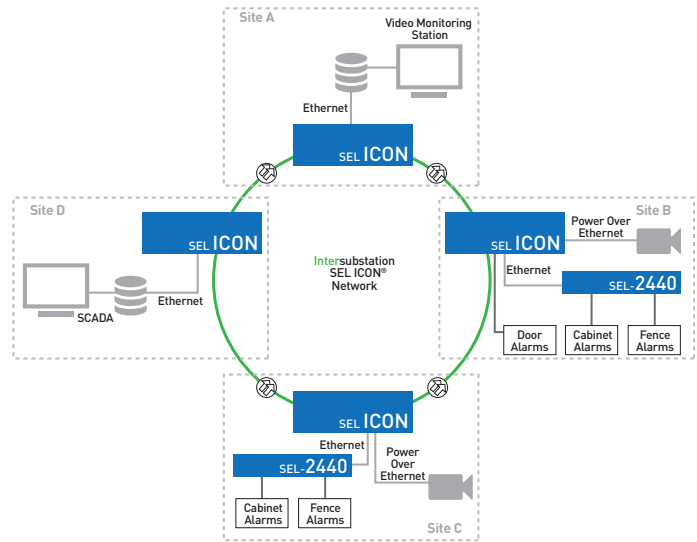 Site A
Video Monitoring
Station
Ethernet
SEL ICON
Site D
SEL ICON
Ethernet
SCADA
Intersubstation
SEL ICON®
Network
Site B
SEL ICON
Power Over
Ethernet
Ethernet
SEL-2440
Door
Alarms
Cabinet
Alarms
Fence
Alarms
SEL ICON
Ethernet
Power
Over
Ethernet
SEL-2440
Cabinet
Alarms
Fence
Alarms
Site C